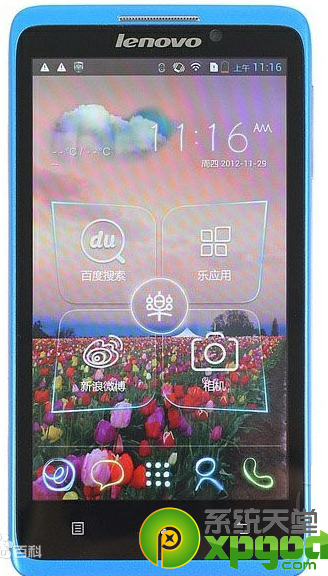 lenovo
上午 11:16
11:16 AM
--°C / --°C
周四 2012-11-29
du
百度搜索
乐应用
樂
新浪微博
相机
系统天堂
xpgod
百科